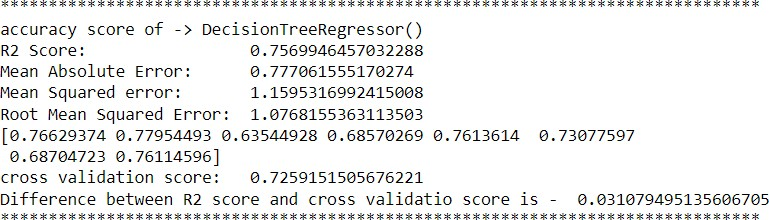 ******************************************************************************
accuracy score of -> DecisionTreeRegressor()
R2 Score: 0.7569946457032288
Mean Absolute Error: 0.777061555170274
Mean Squared error: 1.1595316992415008
Root Mean Squared Error: 1.0768155363113503
[0.76629374 0.77954493 0.63544928 0.68570269 0.7613614 0.73077597
0.68704723 0.76114596]
cross validation score: 0.7259151505676221
Difference between R2 score and cross validatio score is - 0.031079495135606705
******************************************************************************